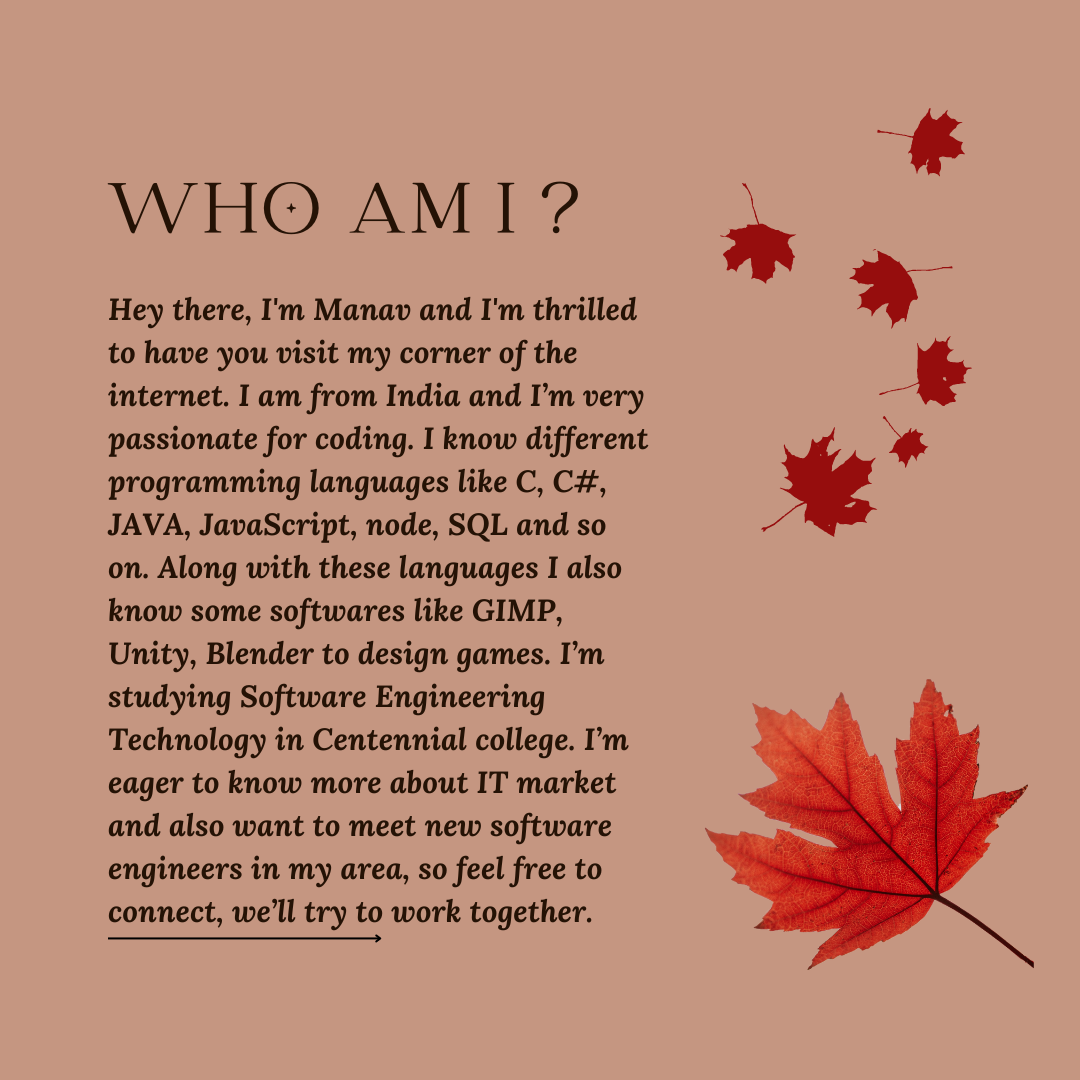 WHO AM I ?
Hey there, I'm Manav and I'm thrilled
to have you visit my corner of the
internet. I am from India and I’m very
passionate for coding. I know different
programming languages like C, C#,
JAVA, JavaScript, node, SQL and so
on. Along with these languages I also
know some softwares like GIMP,
Unity, Blender to design games. I’m
studying Software Engineering
Technology in Centennial college. I’m
eager to know more about IT market
and also want to meet new software
engineers in my area, so feel free to
connect, we’ll try to work together.